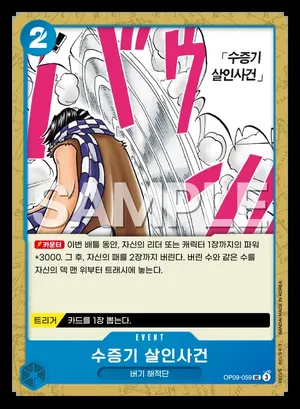 2
「수증기
살인사건」
SAMPLE
카운터 이번 배틀 동안, 자신의 리더 또는 캐릭터 1장까지의 파워
+3000. 그 후, 자신의 패를 2장까지 버린다. 버린 수와 같은 수를
자신의 덱 맨 위부터 트래시에 놓는다.
트리거 카드를 1장 뽑는다.
EVENT
수증기 살인사건
버기 해적단
OP09-059 UC 3